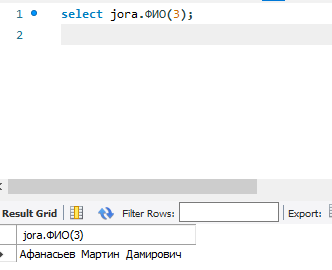 1 select jora.ФИО(3);
2
Result Grid Filter Rows: Export:
jora.ФИО(3)
Афанасьев Мартин Дамирович